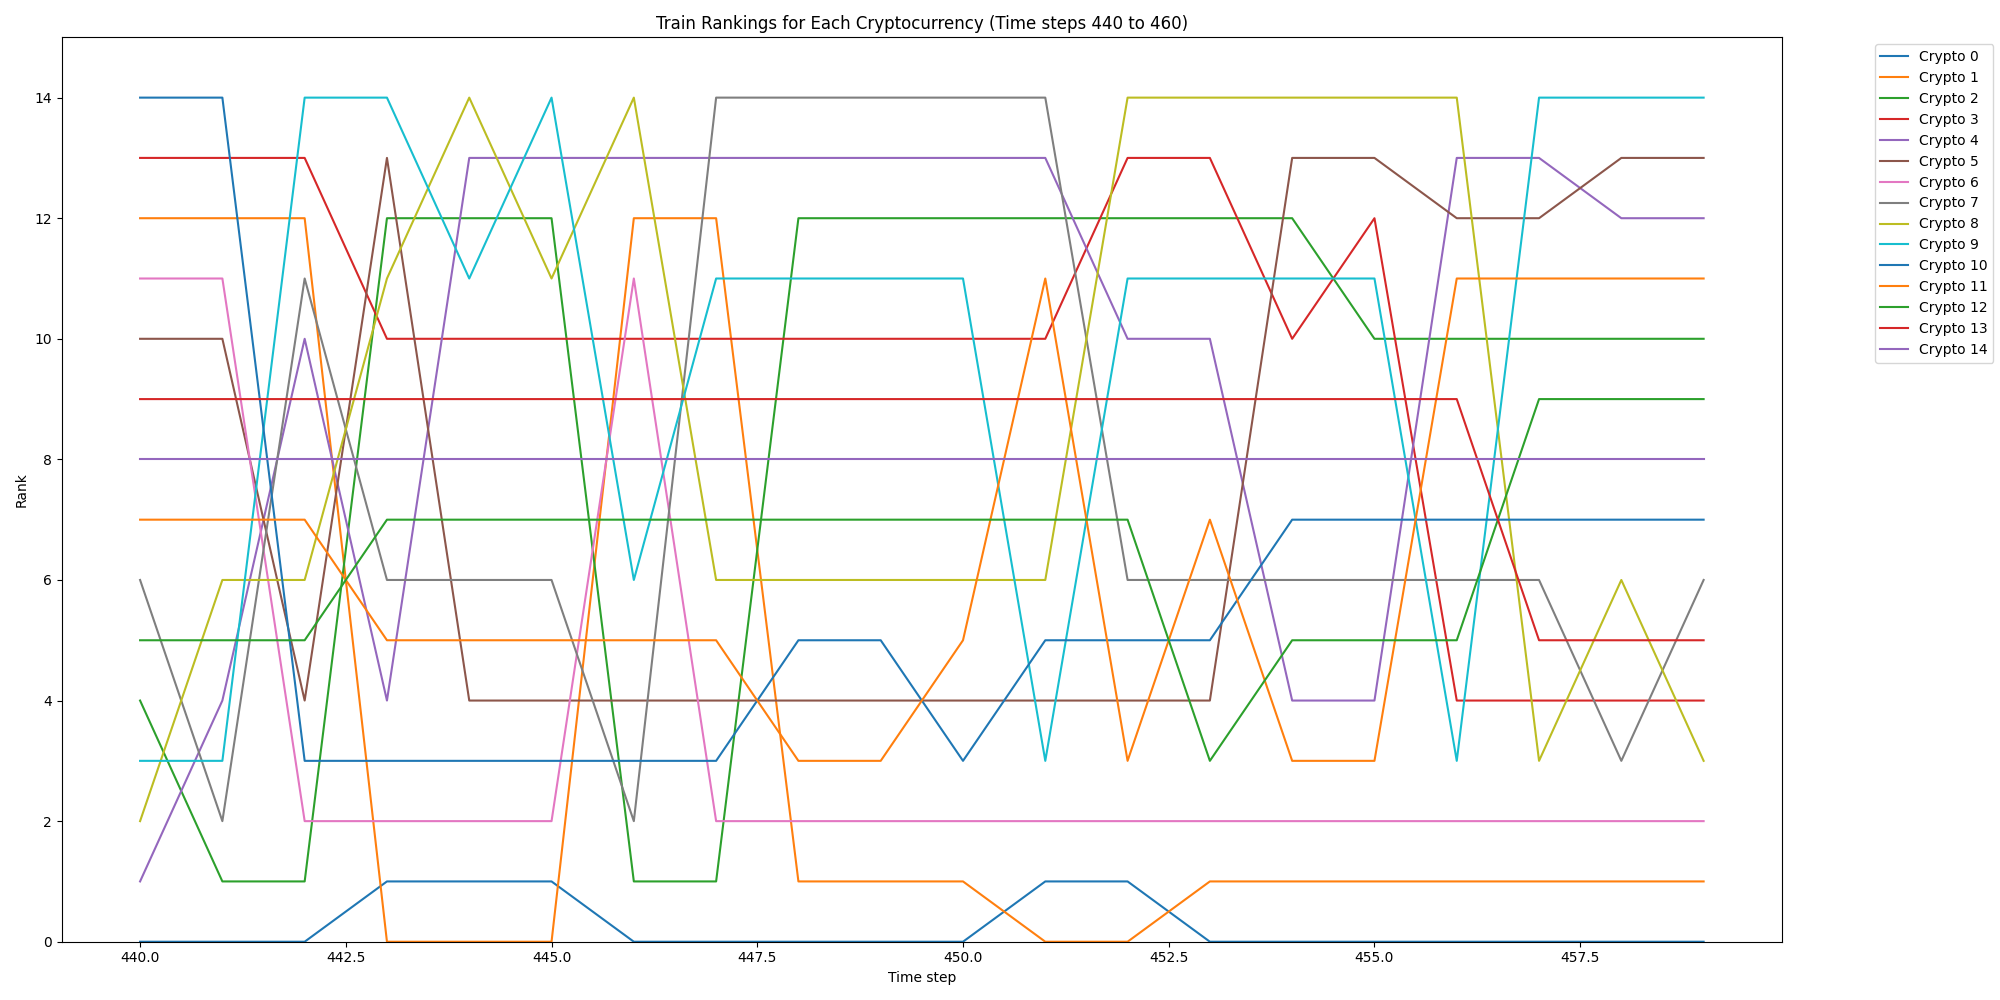 Train Rankings for Each Cryptocurrency (Time steps 440 to 460)
Rank
14
12
10
8
6
4
2
0
440.0
442.5
445.0
447.5
450.0
452.5
455.0
457.5
Time step
Crypto 0
Crypto 1
Crypto 2
Crypto 3
Crypto 4
Crypto 5
Crypto 6
Crypto 7
Crypto 8
Crypto 9
Crypto 10
Crypto 11
Crypto 12
Crypto 13
Crypto 14